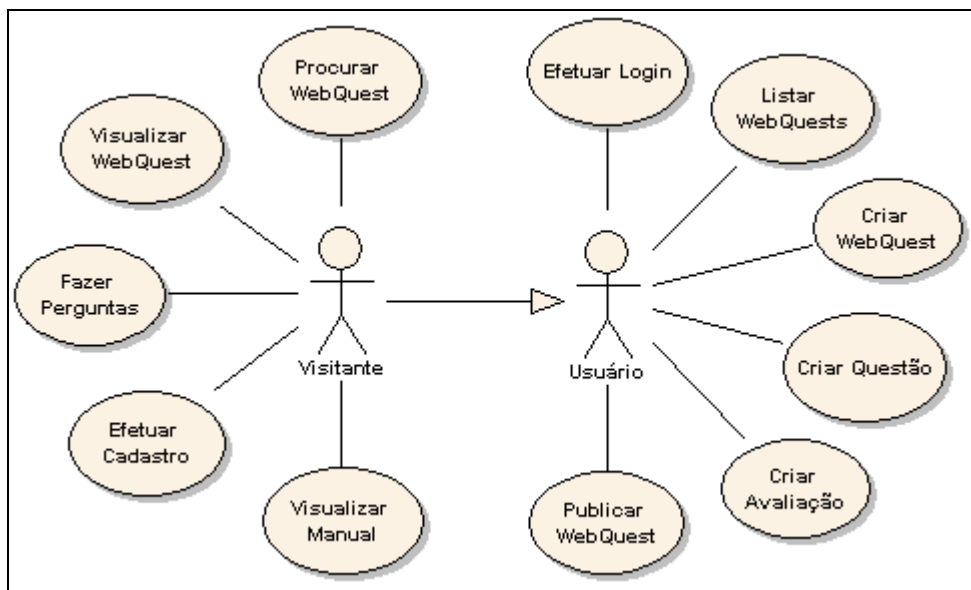 Procurar
WebQuest
Visualizar
WebQuest
Fazer
Perguntas
Efetuar
Cadastro
Visualizar
Manual
Visitante
Efetuar Login
Listar
WebQuests
Criar
WebQuest
Criar Questão
Criar
Avaliação
Publicar
WebQuest
Usuário